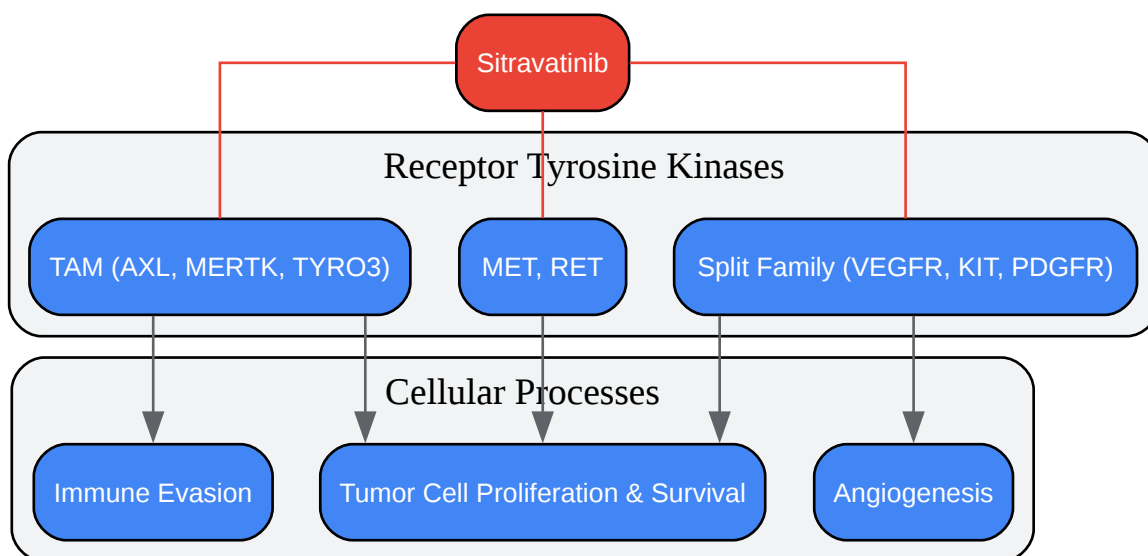 Sitravatinib
Receptor Tyrosine Kinases
TAM (AXL, MERTK, TYRO3)
MET, RET
Split Family (VEGFR, KIT, PDGFR)
Cellular Processes
Immune Evasion
Tumor Cell Proliferation & Survival
Angiogenesis